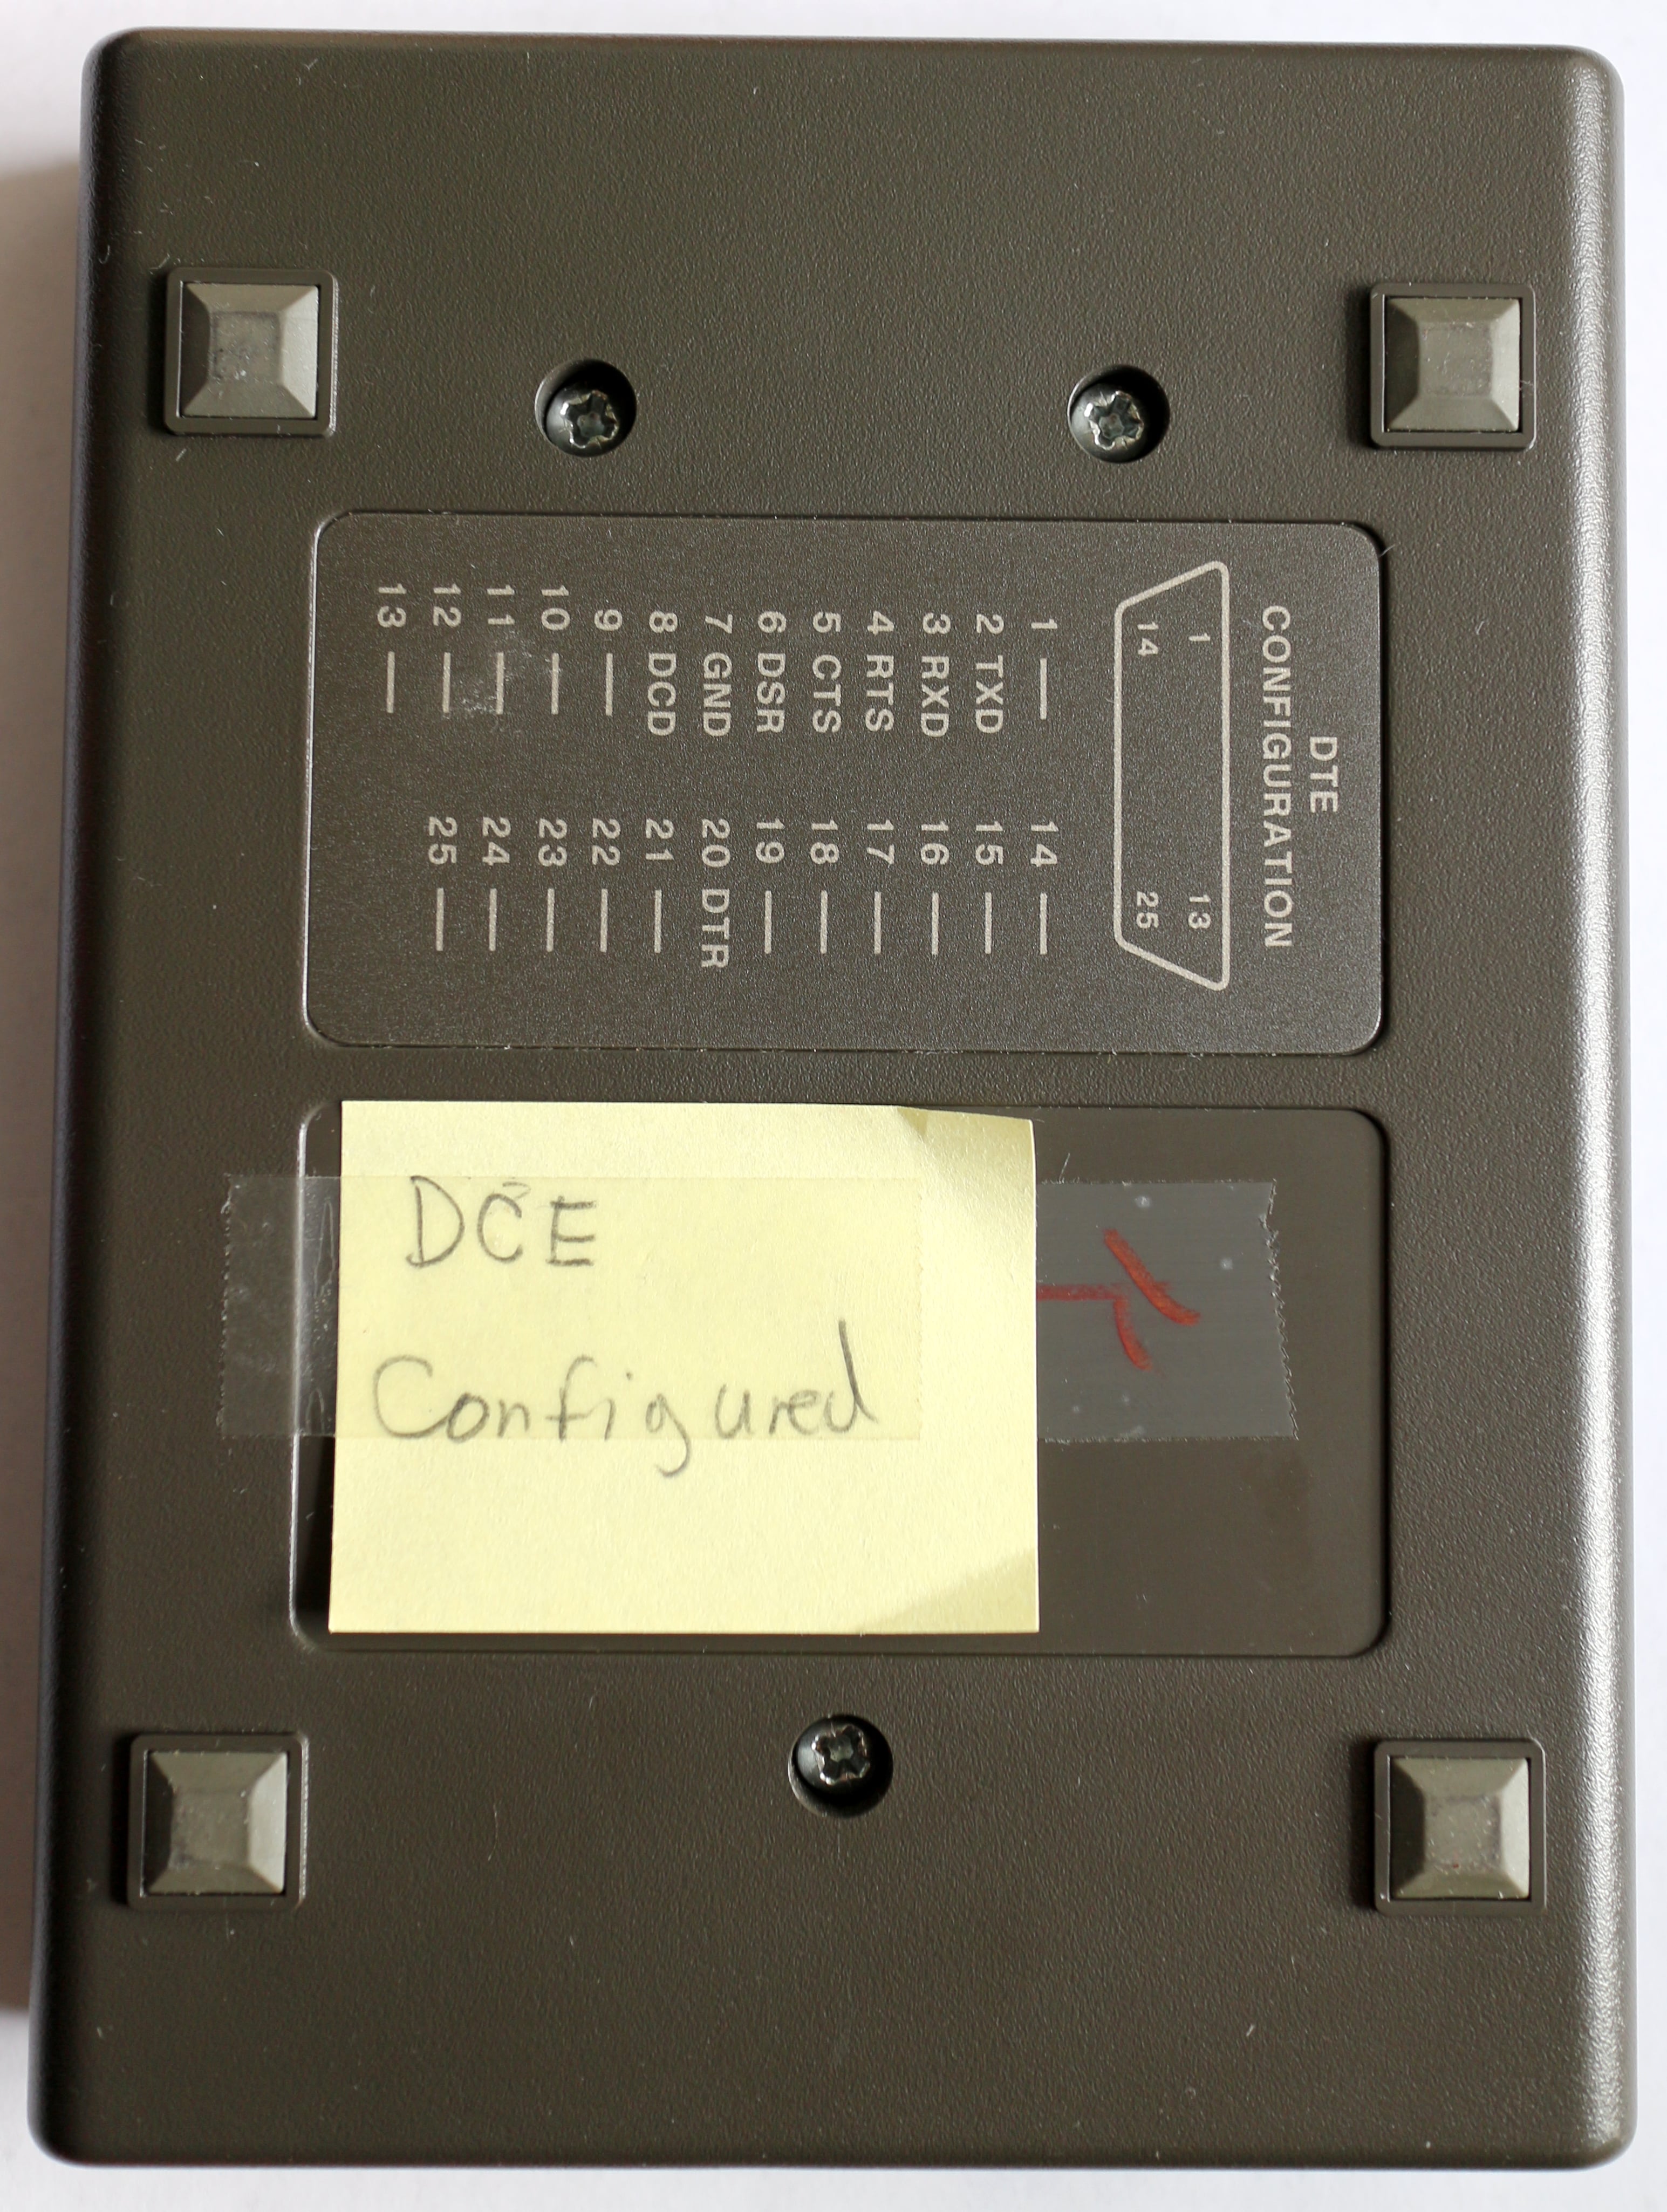 DTE
CONFIGURATION
1 13
14 25
1 — 14 —
2 TXD 15 —
3 RXD 16 —
4 RTS 17 —
5 CTS 18 —
6 DSR 19 —
7 GND 20 DTR
8 DCD 21 —
9 — 22 —
10 — 23 —
11 — 24 —
12 — 25 —
13 —
DCE
Configured